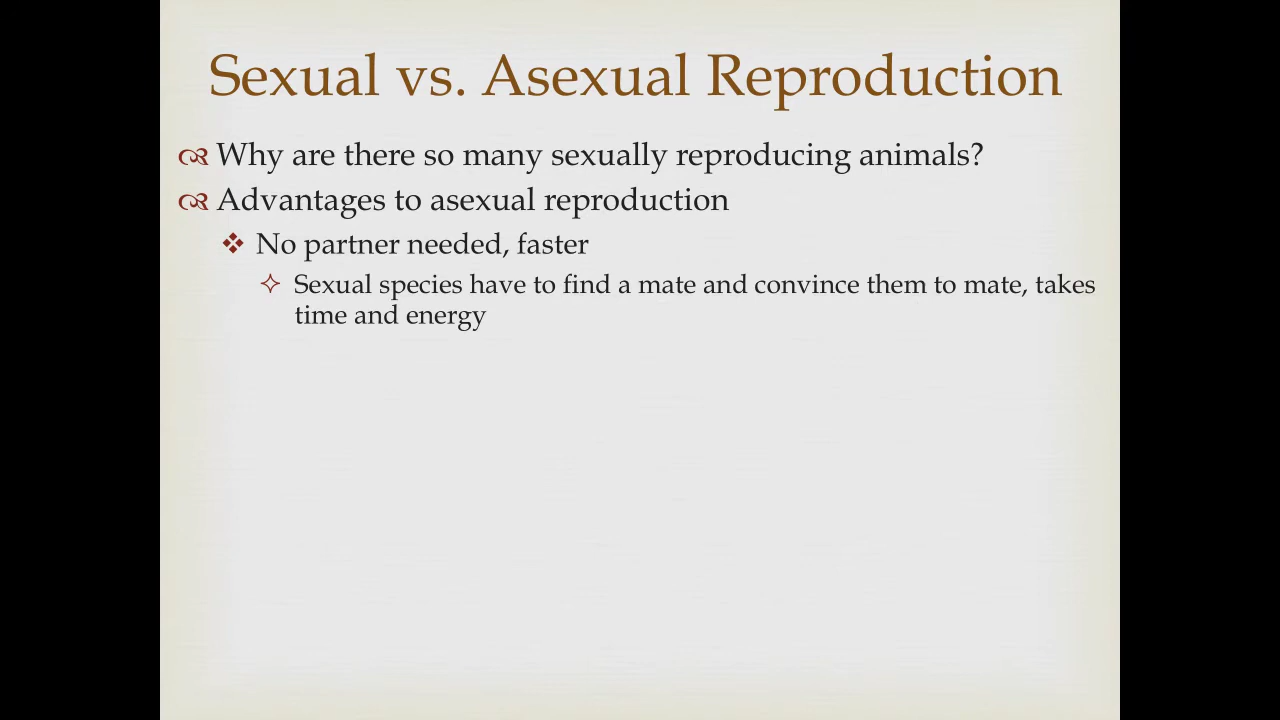 Sexual vs. Asexual Reproduction
Why are there so many sexually reproducing animals?
Advantages to asexual reproduction
No partner needed, faster
Sexual species have to find a mate and convince them to mate, takes
time and energy